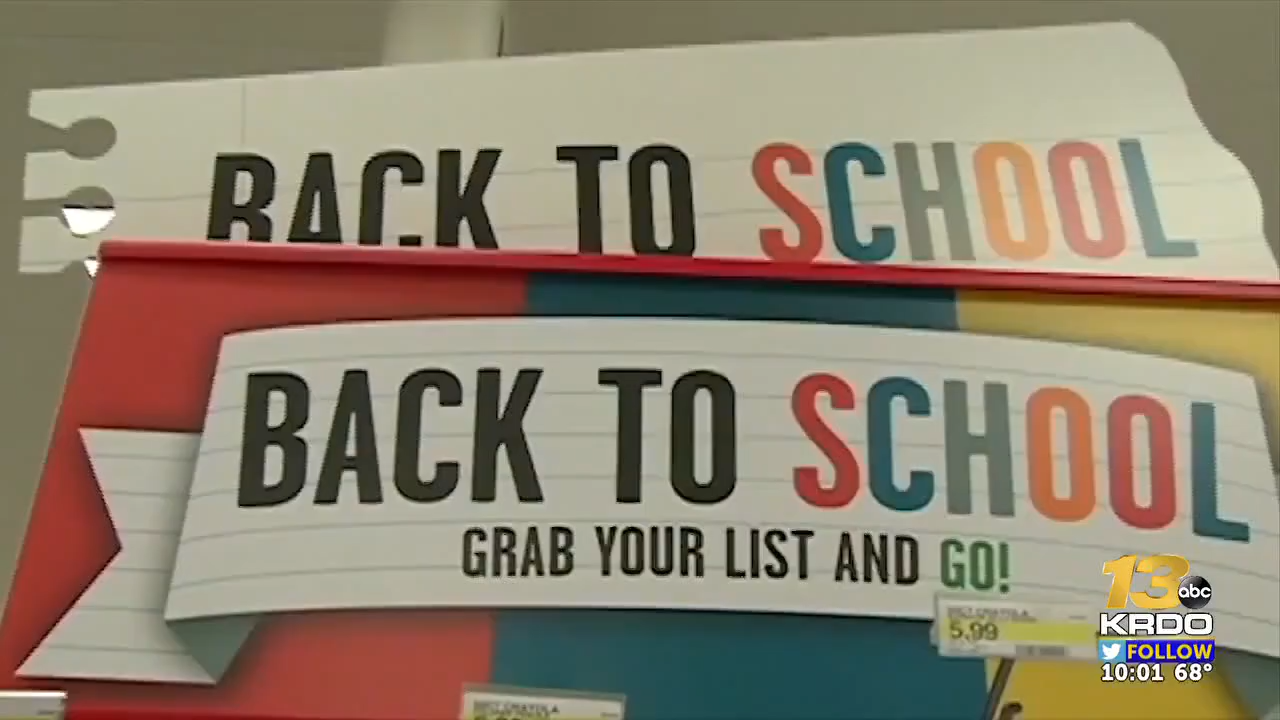 BACK TO SCHOOL
BACK TO SCHOOL
GRAB YOUR LIST AND GO!
5.99
13 abc
KRDO
FOLLOW
10:01 68°